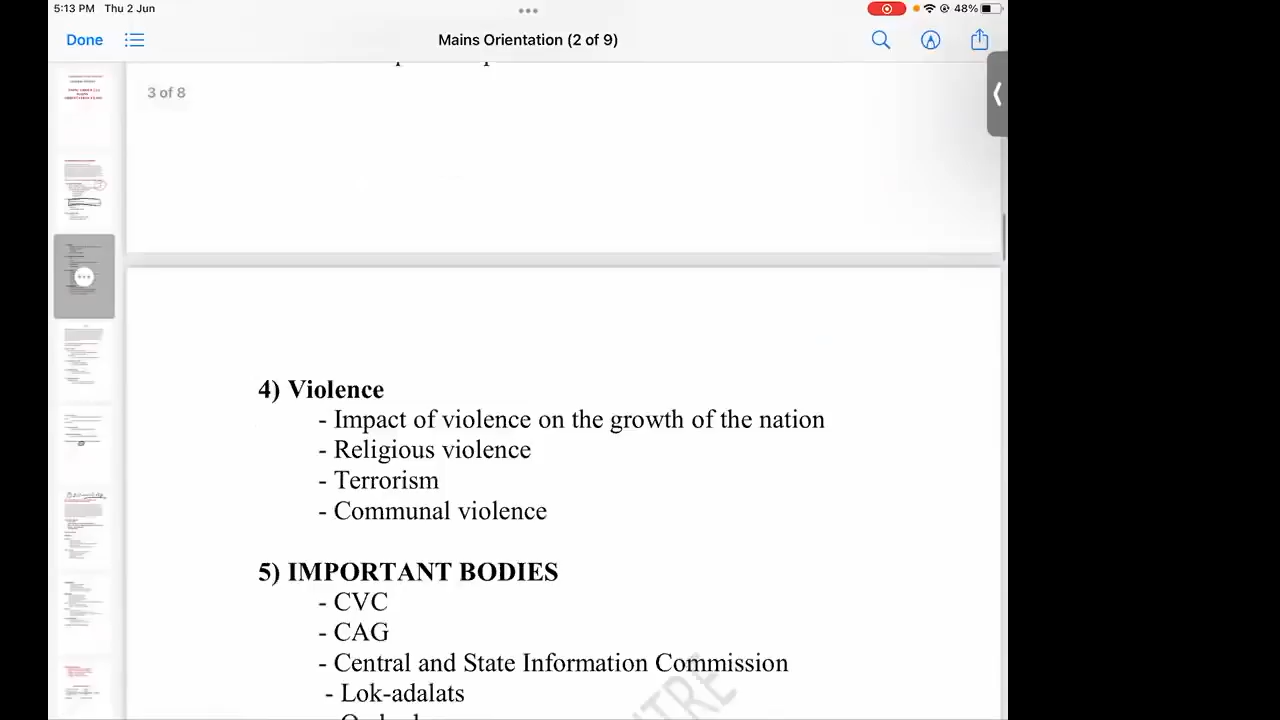 5:13 PM Thu 2 Jun
48%
Done
Mains Orientation (2 of 9)
3 of 8
4) Violence
- Impact of violence on the growth of the nation
- Religious violence
- Terrorism
- Communal violence
5) IMPORTANT BODIES
- CVC
- CAG
- Central and State Information Commission
- Lok-adalats